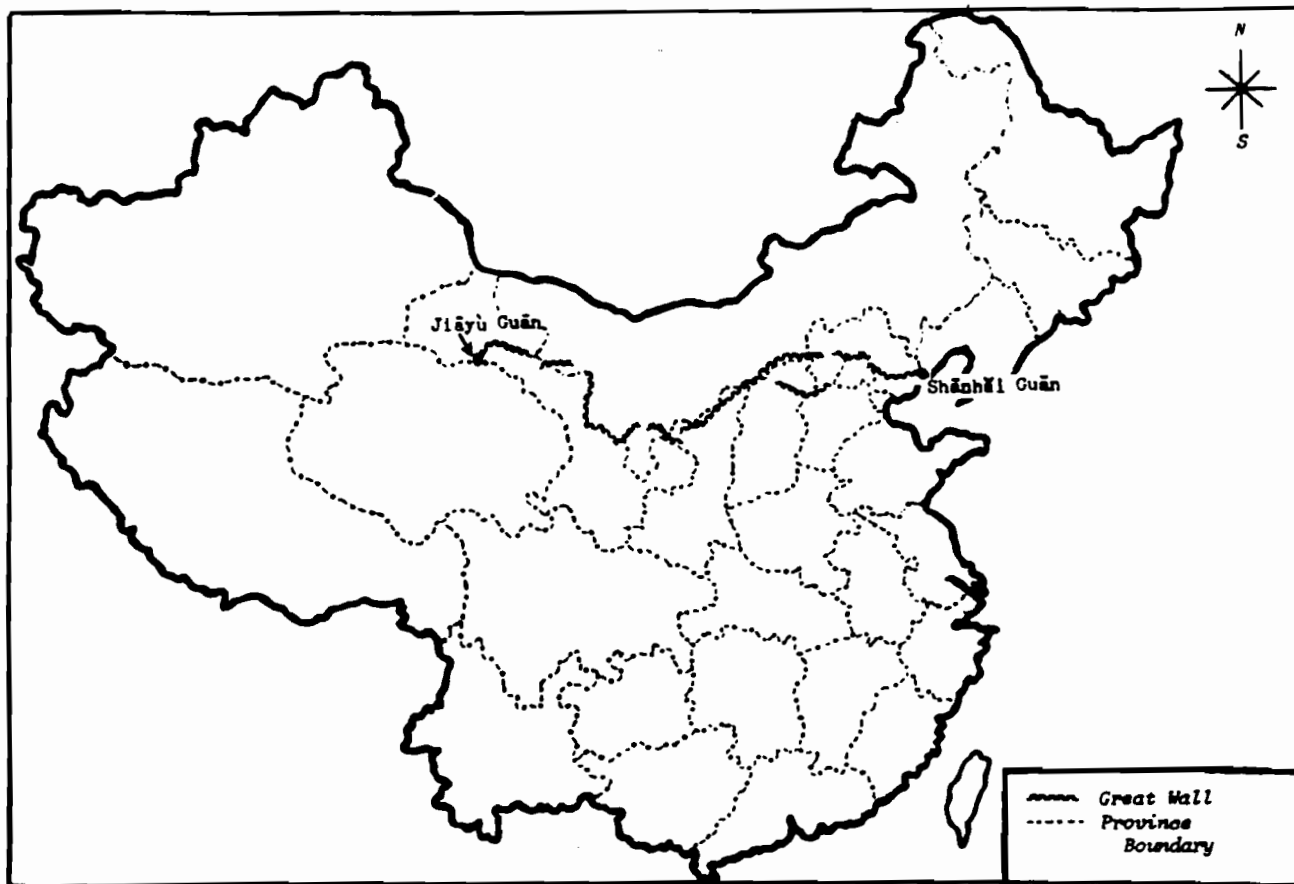 N
S
Jiāyù Guān
Shānhǎi Guān
Great Wall
Province
Boundary